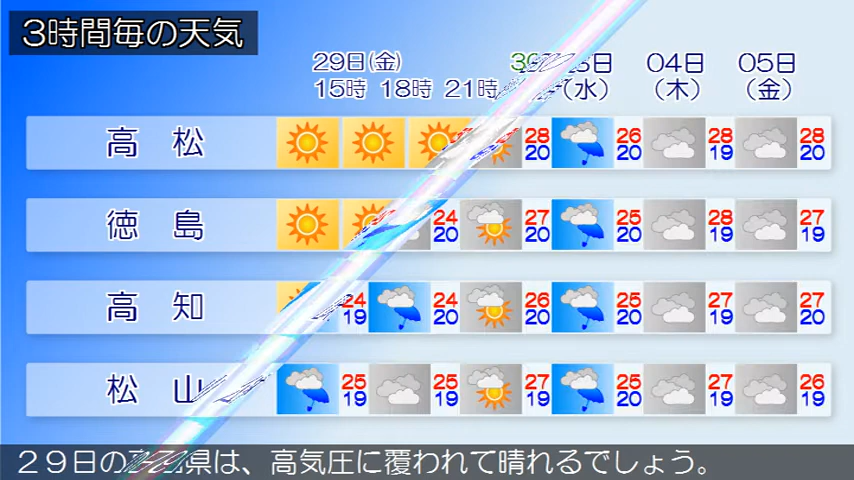 3時間毎の天気
29日(金)
15時 18時 21時
日 04日 05日
(水) (木) (金)
高 松 28 20 26 20 28 19 28 20
徳 島 24 20 27 20 25 20 28 19 27 19
高 知 24 19 24 20 26 20 25 20 27 19 27 20
松 山 25 19 25 19 27 19 25 20 27 19 26 19
29日の 県は、高気圧に覆われて晴れるでしょう。